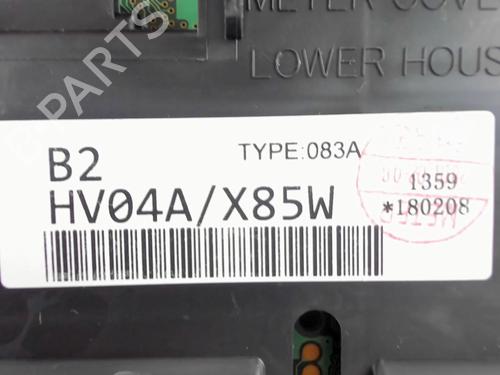 METER COVE
LOWER HOUS
B2
TYPE:083A
HV04A/X85W
1359
*180208
B-PARTS